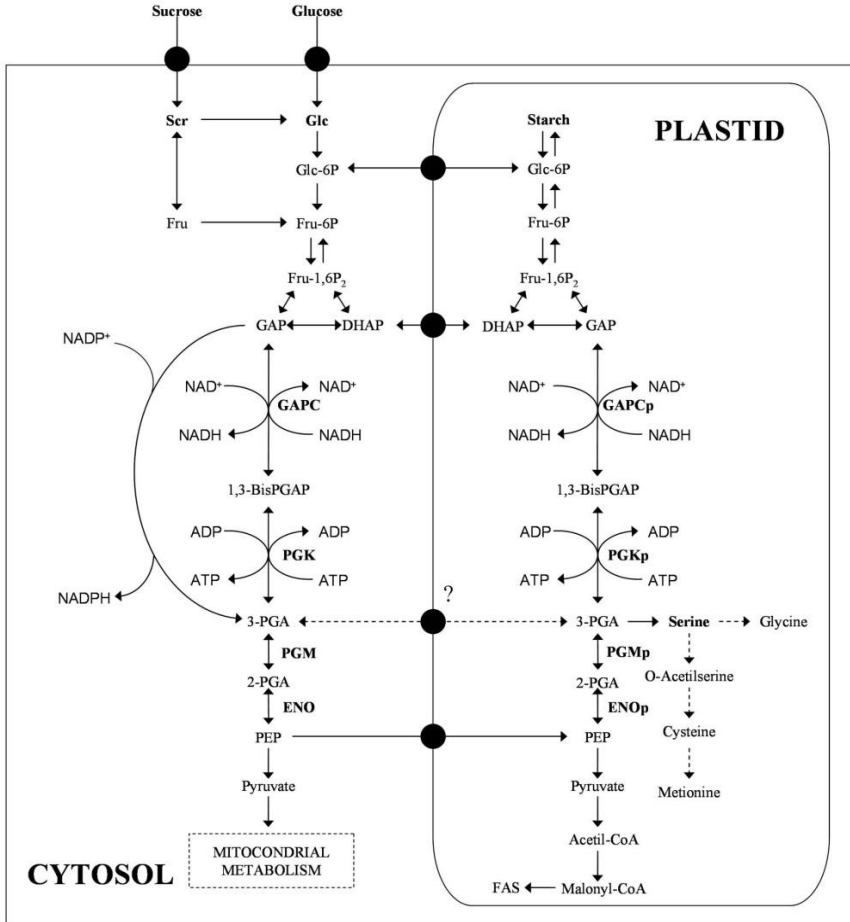 Sucrose Glucose
Scr Glc Starch PLASTID
Glc-6P Glc-6P
Fru Fru-6P Fru-6P
Fru-1,6P₂ Fru-1,6P₂
GAP DHAP DHAP GAP
NADP⁺
NAD⁺ NAD⁺ NAD⁺ NAD⁺
GAPC GAPCp
NADH NADH NADH NADH
1,3-BisPGAP 1,3-BisPGAP
ADP ADP ADP ADP
PGK PGKp
ATP ATP ATP ATP
NADPH ?
3-PGA 3-PGA Serine Glycine
PGM PGMp
2-PGA 2-PGA O-Acetilserine
ENO ENOp
PEP PEP Cysteine
Pyruvate Pyruvate Metionine
Acetil-CoA
MITOCONDRIAL
METABOLISM
CYTOSOL FAS Malonyl-CoA